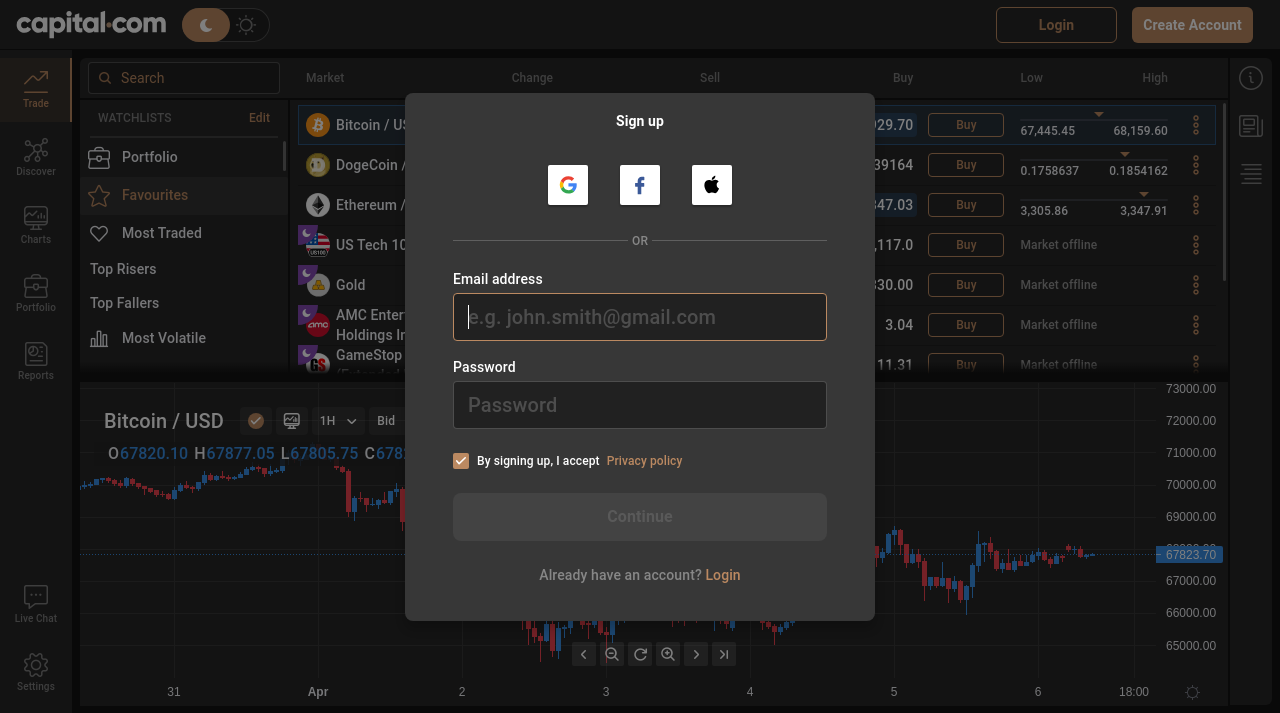 capital.com
Login
Create Account
Search
Market
Change
Sell
Buy
Low
High
Trade
Discover
Charts
Portfolio
Reports
Live Chat
Settings
WATCHLISTS
Edit
Portfolio
Favourites
Most Traded
Top Risers
Top Fallers
Most Volatile
Bitcoin /
29.70
Buy
67,445.45
68,159.60
DogeCoin /
39164
Buy
0.1758637
0.1854162
Ethereum /
347.03
Buy
3,305.86
3,347.91
US100
US Tech 10
,117.0
Buy
Market offline
Gold
330.00
Buy
Market offline
amc
AMC Enter
Holdings In
3.04
Buy
Market offline
GS
GameStop
11.31
Buy
Market offline
Sign up
OR
Email address
e.g. john.smith@gmail.com
Password
Password
By signing up, I accept Privacy policy
Continue
Already have an account? Login
Bitcoin / USD
1H
Bid
O67820.10 H67877.05 L67805.75 C678
73000.00
72000.00
71000.00
70000.00
69000.00
67823.70
67000.00
66000.00
65000.00
31
Apr
2
3
4
5
6
18:00